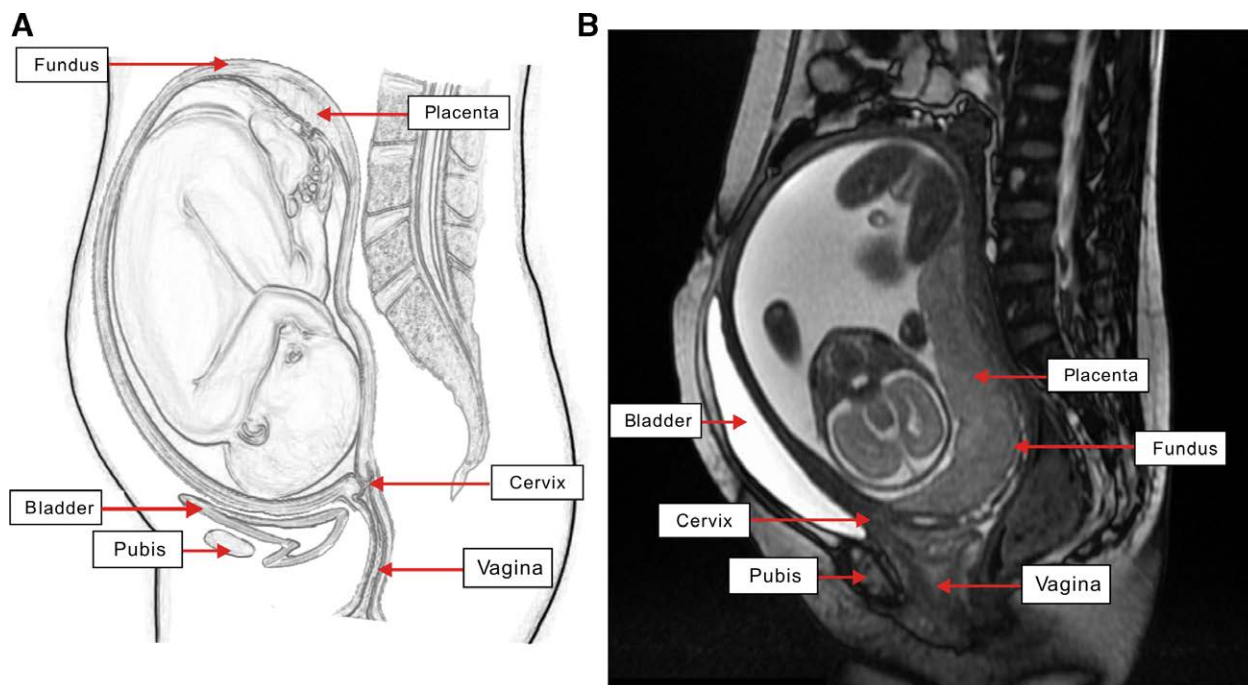 A
Fundus
Placenta
Cervix
Bladder
Pubis
Vagina
B
Placenta
Bladder
Fundus
Cervix
Pubis
Vagina